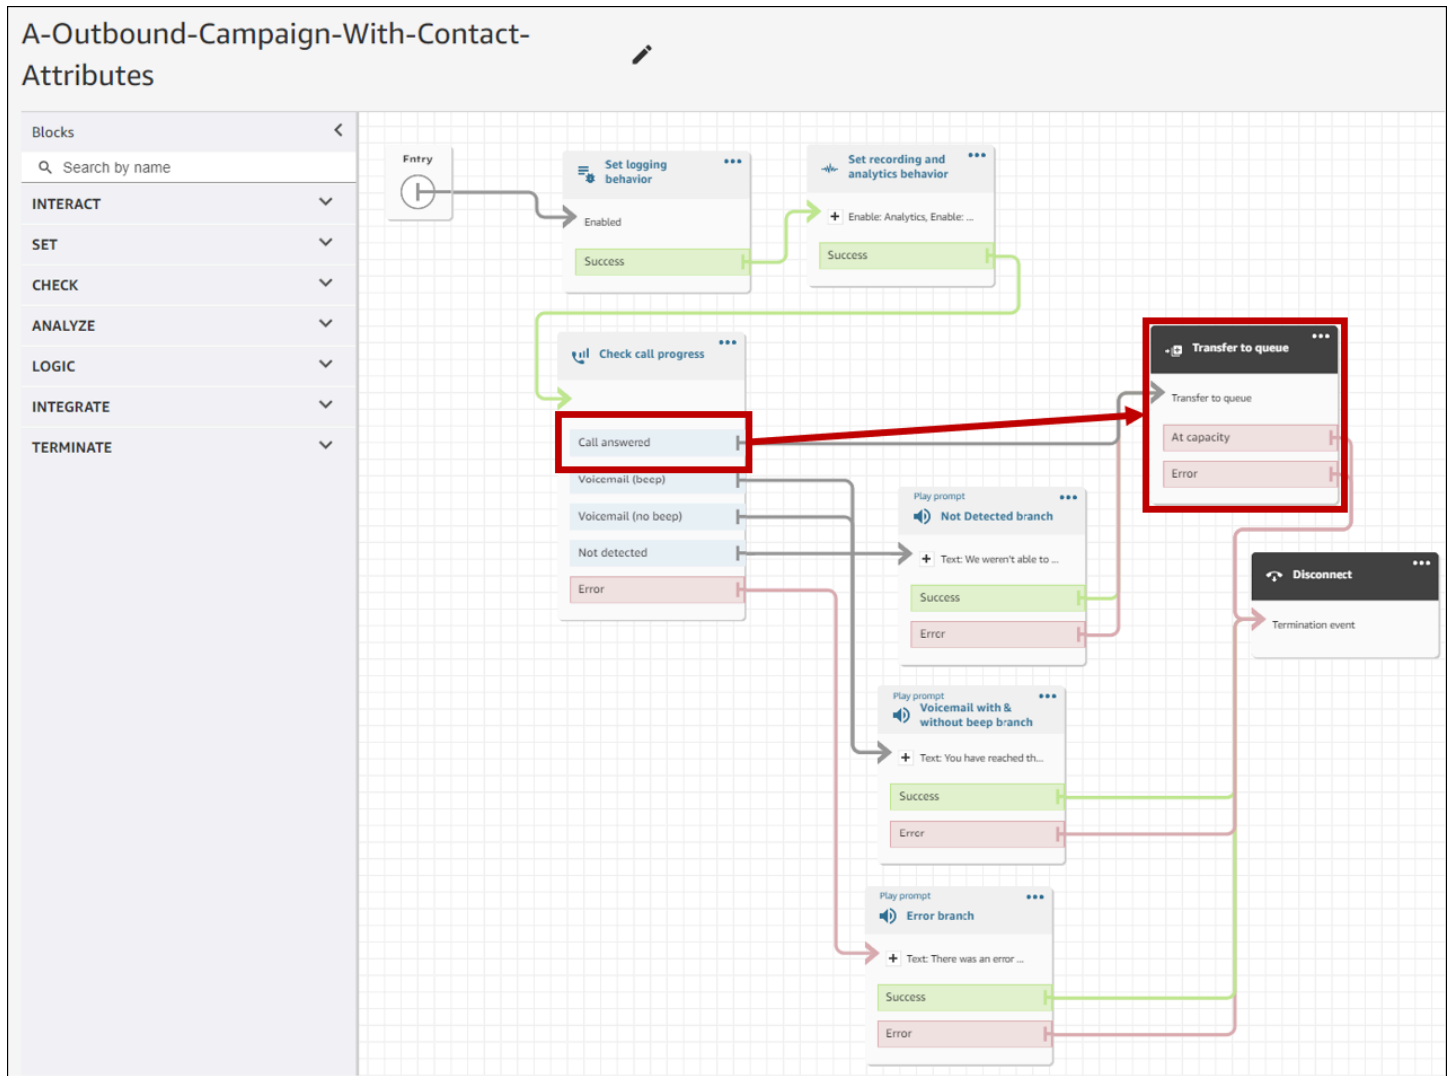 A-Outbound-Campaign-With-Contact-
Attributes
Blocks
Search by name
INTERACT
SET
CHECK
ANALYZE
LOGIC
INTEGRATE
TERMINATE
Entry
Set logging
behavior
Enabled
Success
Set recording and
analytics behavior
Enable: Analytics, Enable: ...
Success
Check call progress
Call answered
Voicemail (beep)
Voicemail (no beep)
Not detected
Error
Transfer to queue
Transfer to queue
At capacity
Error
Play prompt
Not Detected branch
Text: We weren't able to ...
Success
Error
Disconnect
Termination event
Play prompt
Voicemail with &
without beep branch
Text: You have reached th...
Success
Error
Play prompt
Error branch
Text: There was an error ...
Success
Error